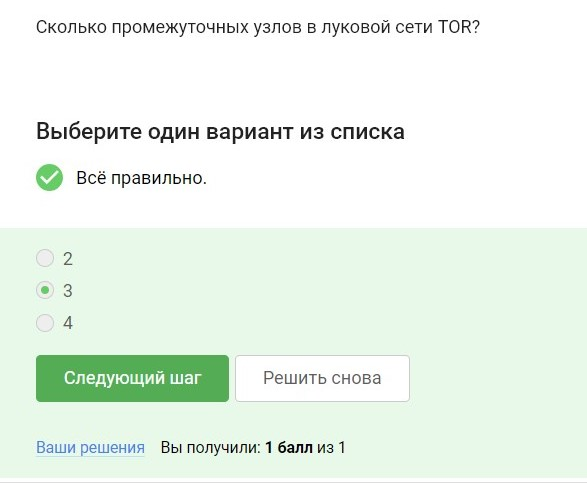 Сколько промежуточных узлов в луковой сети TOR?
Выберите один вариант из списка
Всё правильно.
2
3
4
Следующий шаг
Решить снова
Ваши решения Вы получили: 1 балл из 1